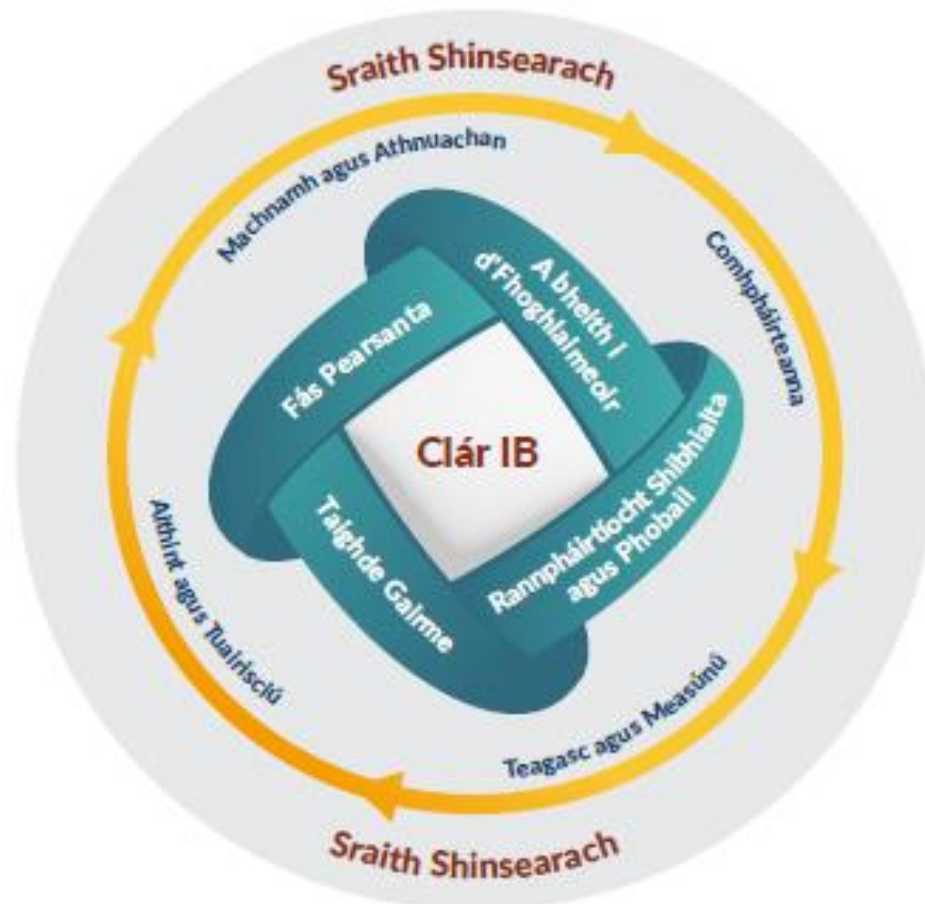 Sraith Shinsearach
Machnamh agus Athnuachan
Comhpháirteanna
Teagasc agus Measúnú
Aithint agus Tuairisciú
Fás Pearsanta
A bheith I
d'Fhoghlaimeoir
Rannpháirtíocht Shibhialta
agus Phobail
Taighde Gairme
Clár IB
Sraith Shinsearach